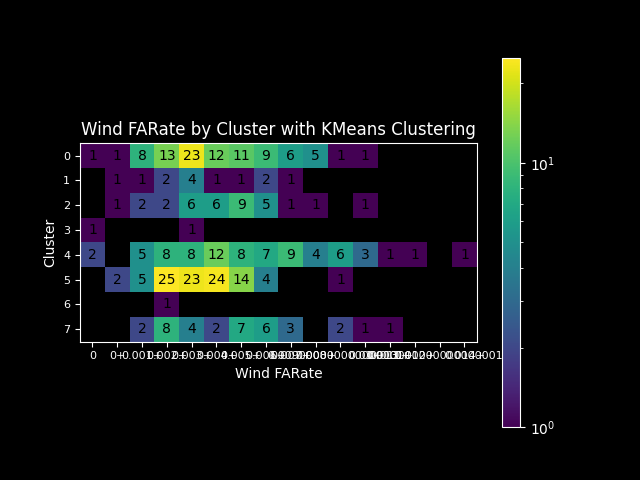 Wind FARate by Cluster with KMeans Clustering
10¹
10⁰
Cluster
0 1 1 8 13 23 12 11 9 6 5 1 1
1 1 1 2 4 1 1 2 1
2 1 2 2 6 6 9 5 1 1 1
3 1 1
4 2 5 8 8 12 8 7 9 4 6 3 1 1 1
5 2 5 25 23 24 14 4 1
6 1
7 2 8 4 2 7 6 3 2 1 1
0
Wind FARate